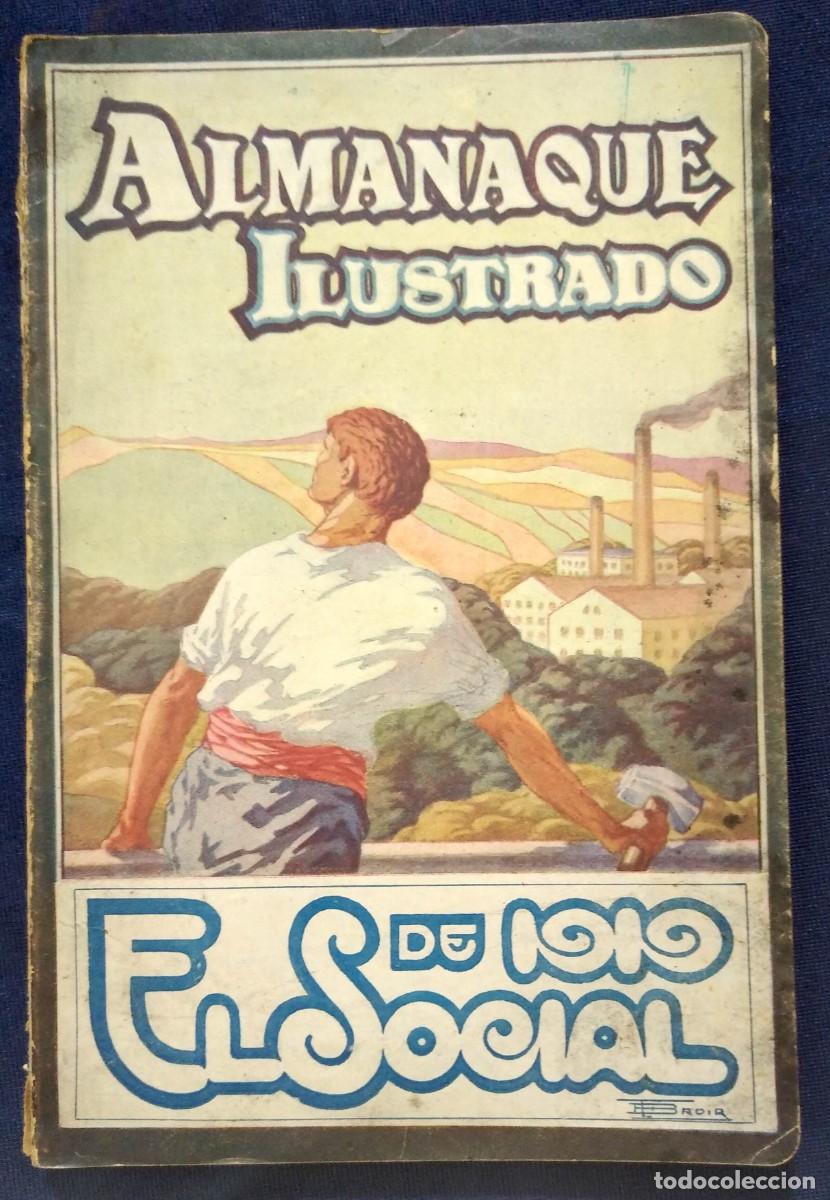 ALMANAQUE
ILUSTRADO
DE 1919
EL SOCIAL
todocoleccion